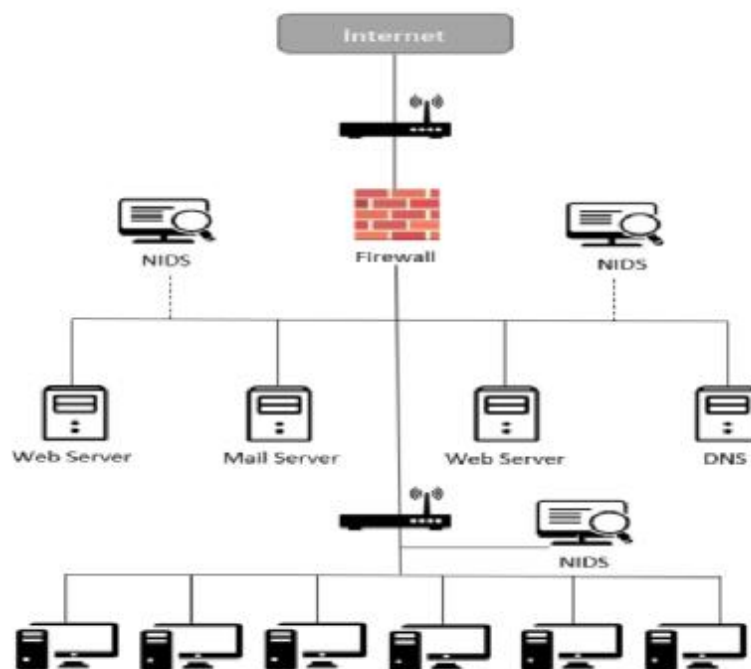 Internet
NIDS
Firewall
NIDS
Web Server
Mail Server
Web Server
DNS
NIDS